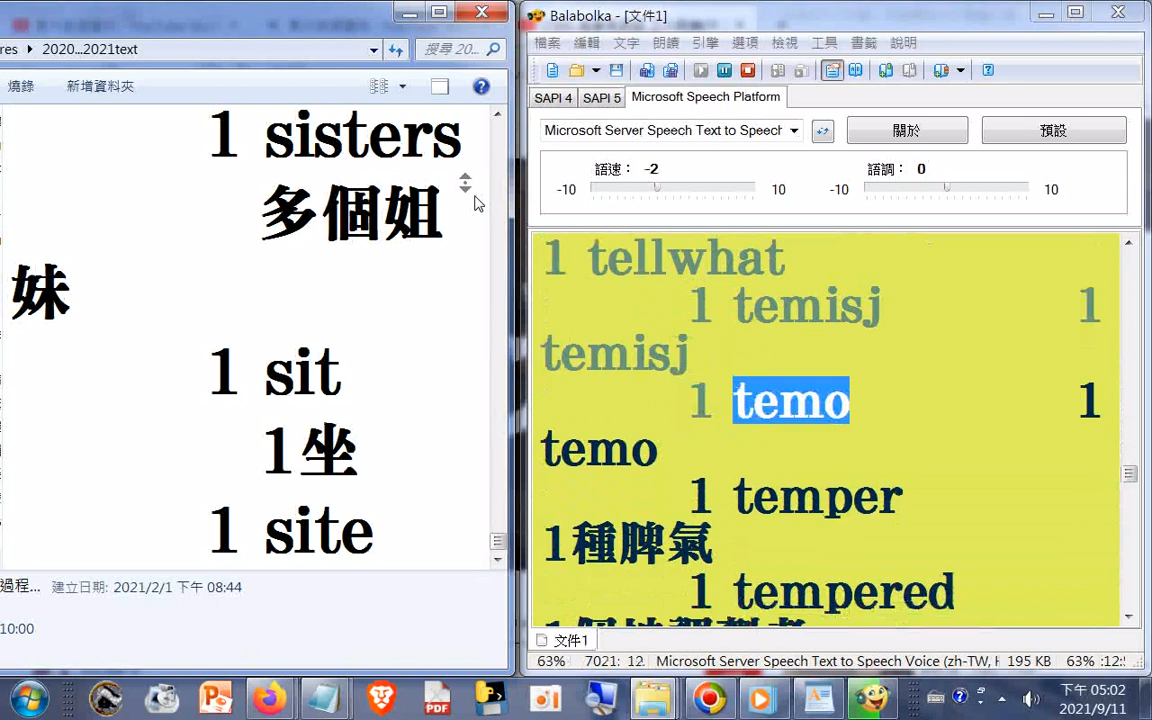 res ▸ 2020...2021text
搜尋 20...
燒錄 新增資料夾
1 sisters
多個姐
妹
1 sit
1坐
1 site
過程... 建立日期: 2021/2/1 下午 08:44
10:00
Balabolka - [文件1]
檔案 編輯 文字 朗讀 引擎 選項 檢視 工具 書籤 說明
SAPI 4 SAPI 5 Microsoft Speech Platform
Microsoft Server Speech Text to Speech 關於 預設
語速： -2 語調： 0
-10 10 -10 10
1 tellwhat
1 temisj 1
temisj
1 temo 1
temo
1 temper
1種脾氣
1 tempered
文件1
63% 7021: 12 Microsoft Server Speech Text to Speech Voice (zh-TW, H 195 KB 63% :12:
下午 05:02
2021/9/11